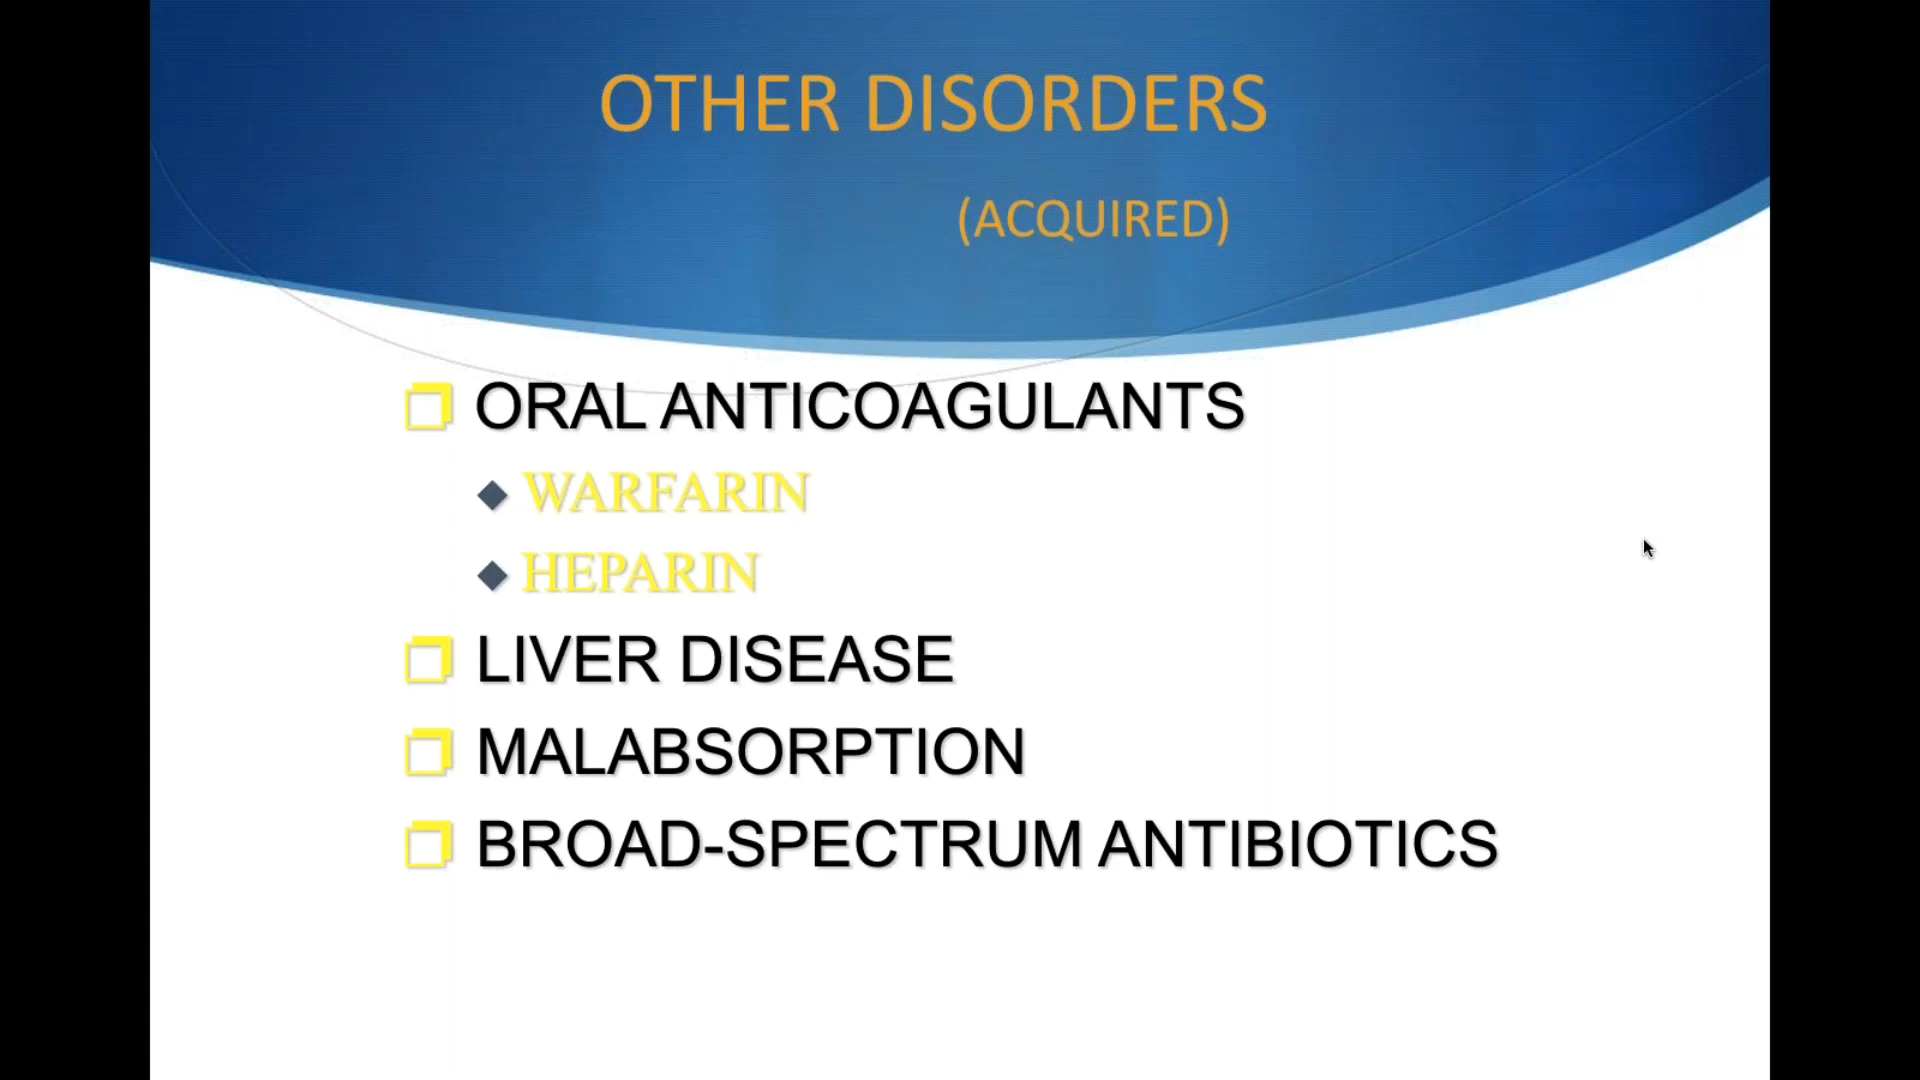 OTHER DISORDERS
(ACQUIRED)
ORAL ANTICOAGULANTS
WARFARIN
HEPARIN
LIVER DISEASE
MALABSORPTION
BROAD-SPECTRUM ANTIBIOTICS